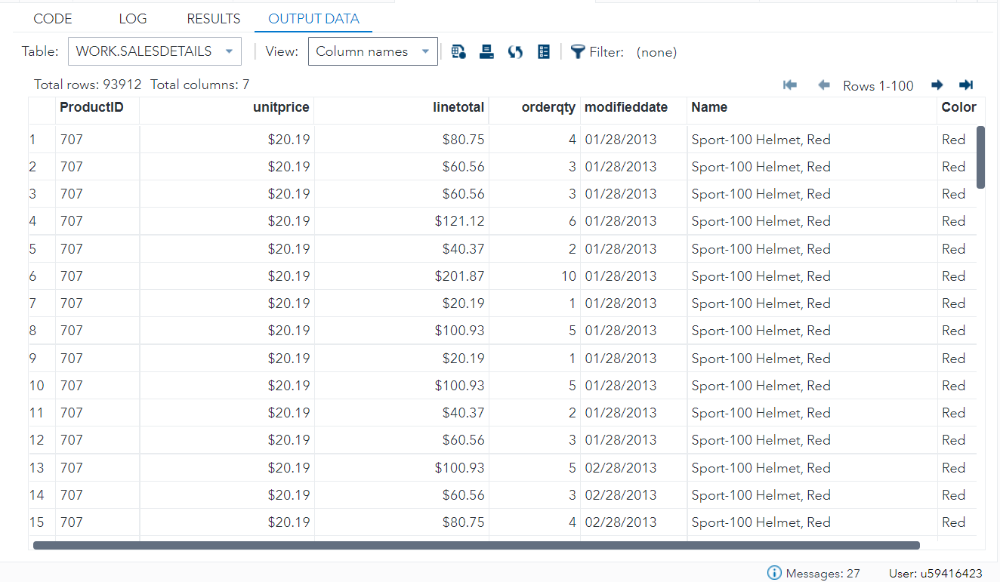 CODE LOG RESULTS OUTPUT DATA
Table: WORK.SALESDETAILS View: Column names Filter: (none)
Total rows: 93912 Total columns: 7 Rows 1-100
ProductID unitprice linetotal orderqty modifieddate Name Color
1 707 $20.19 $80.75 4 01/28/2013 Sport-100 Helmet, Red Red
2 707 $20.19 $60.56 3 01/28/2013 Sport-100 Helmet, Red Red
3 707 $20.19 $60.56 3 01/28/2013 Sport-100 Helmet, Red Red
4 707 $20.19 $121.12 6 01/28/2013 Sport-100 Helmet, Red Red
5 707 $20.19 $40.37 2 01/28/2013 Sport-100 Helmet, Red Red
6 707 $20.19 $201.87 10 01/28/2013 Sport-100 Helmet, Red Red
7 707 $20.19 $20.19 1 01/28/2013 Sport-100 Helmet, Red Red
8 707 $20.19 $100.93 5 01/28/2013 Sport-100 Helmet, Red Red
9 707 $20.19 $20.19 1 01/28/2013 Sport-100 Helmet, Red Red
10 707 $20.19 $100.93 5 01/28/2013 Sport-100 Helmet, Red Red
11 707 $20.19 $40.37 2 01/28/2013 Sport-100 Helmet, Red Red
12 707 $20.19 $60.56 3 01/28/2013 Sport-100 Helmet, Red Red
13 707 $20.19 $100.93 5 02/28/2013 Sport-100 Helmet, Red Red
14 707 $20.19 $60.56 3 02/28/2013 Sport-100 Helmet, Red Red
15 707 $20.19 $80.75 4 02/28/2013 Sport-100 Helmet, Red Red
Messages: 27 User: u59416423